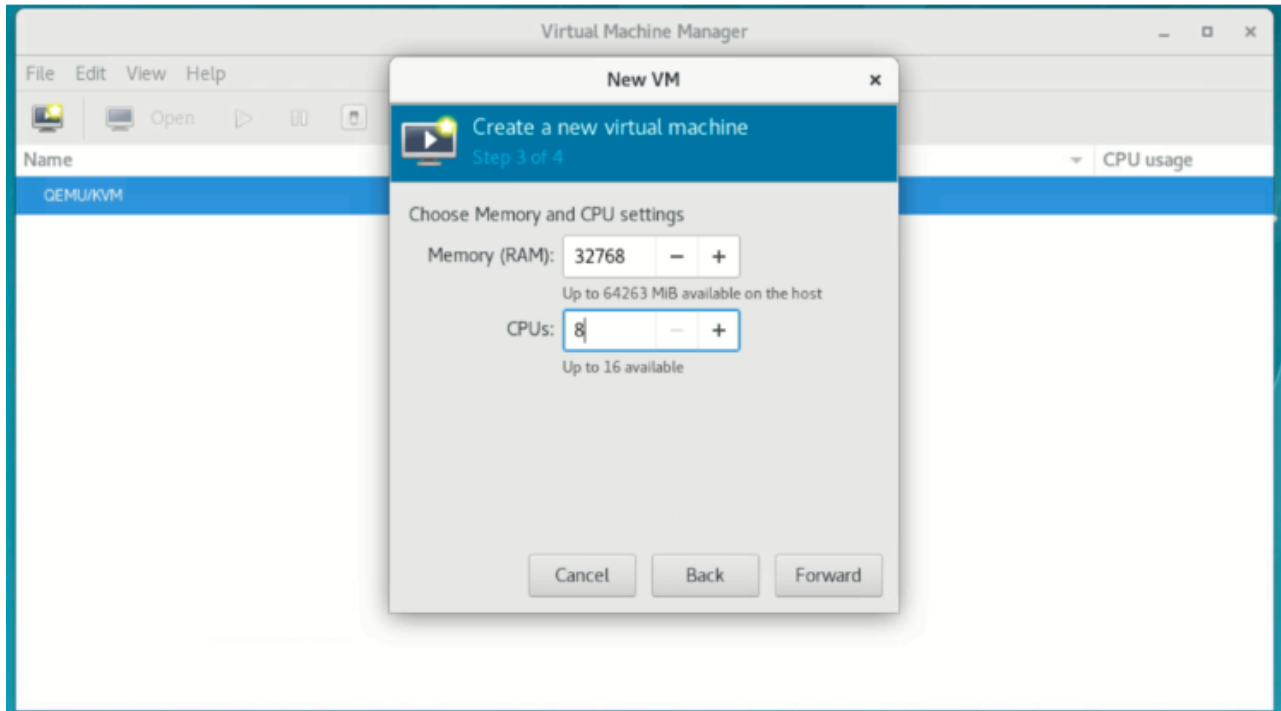 Virtual Machine Manager
File Edit View Help
New VM
Open
Create a new virtual machine
Step 3 of 4
Name
CPU usage
QEMU/KVM
Choose Memory and CPU settings
Memory (RAM): 32768
Up to 64263 MiB available on the host
CPUs: 8
Up to 16 available
Cancel Back Forward